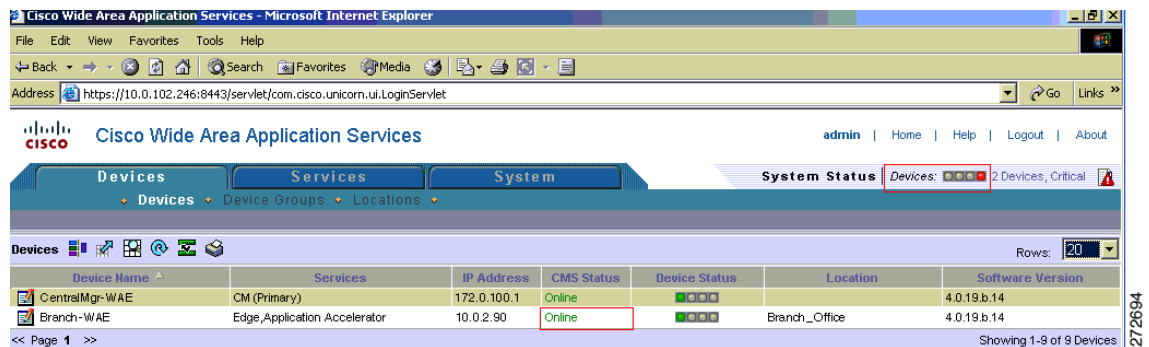 Cisco Wide Area Application Services - Microsoft Internet Explorer
File Edit View Favorites Tools Help
Back Search Favorites Media
Address https://10.0.102.246:8443/servlet/com.cisco.unicorn.ui.LoginServlet Go Links »
CISCO Cisco Wide Area Application Services admin | Home | Help | Logout | About
Devices Services System System Status Devices: 2 Devices, Critical
Devices Device Groups Locations
Devices Rows: 20
Device Name Services IP Address CMS Status Device Status Location Software Version
CentralMgr-WAE CM (Primary) 172.0.100.1 Online 4.0.19.b.14
Branch-WAE Edge,Application Accelerator 10.0.2.90 Online Branch_Office 4.0.19.b.14
<< Page 1 >> Showing 1-9 of 9 Devices
272694